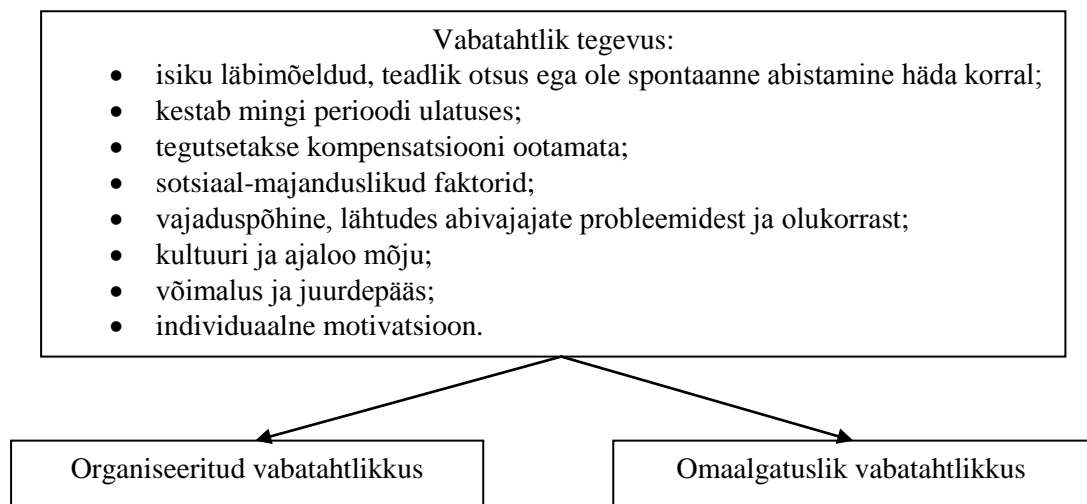 Vabatahtlik tegevus:
• isiku läbimõeldud, teadlik otsus ega ole spontaanne abistamine häda korral;
• kestab mingi perioodi ulatuses;
• tegutsetakse kompensatsiooni ootamata;
• sotsiaal-majanduslikud faktorid;
• vajaduspõhine, lähtudes abivajajate probleemidest ja olukorrast;
• kultuuri ja ajaloo mõju;
• võimalus ja juurdepääs;
• individuaalne motivatsioon.
Organiseeritud vabatahtlikkus
Omaalgatuslik vabatahtlikkus